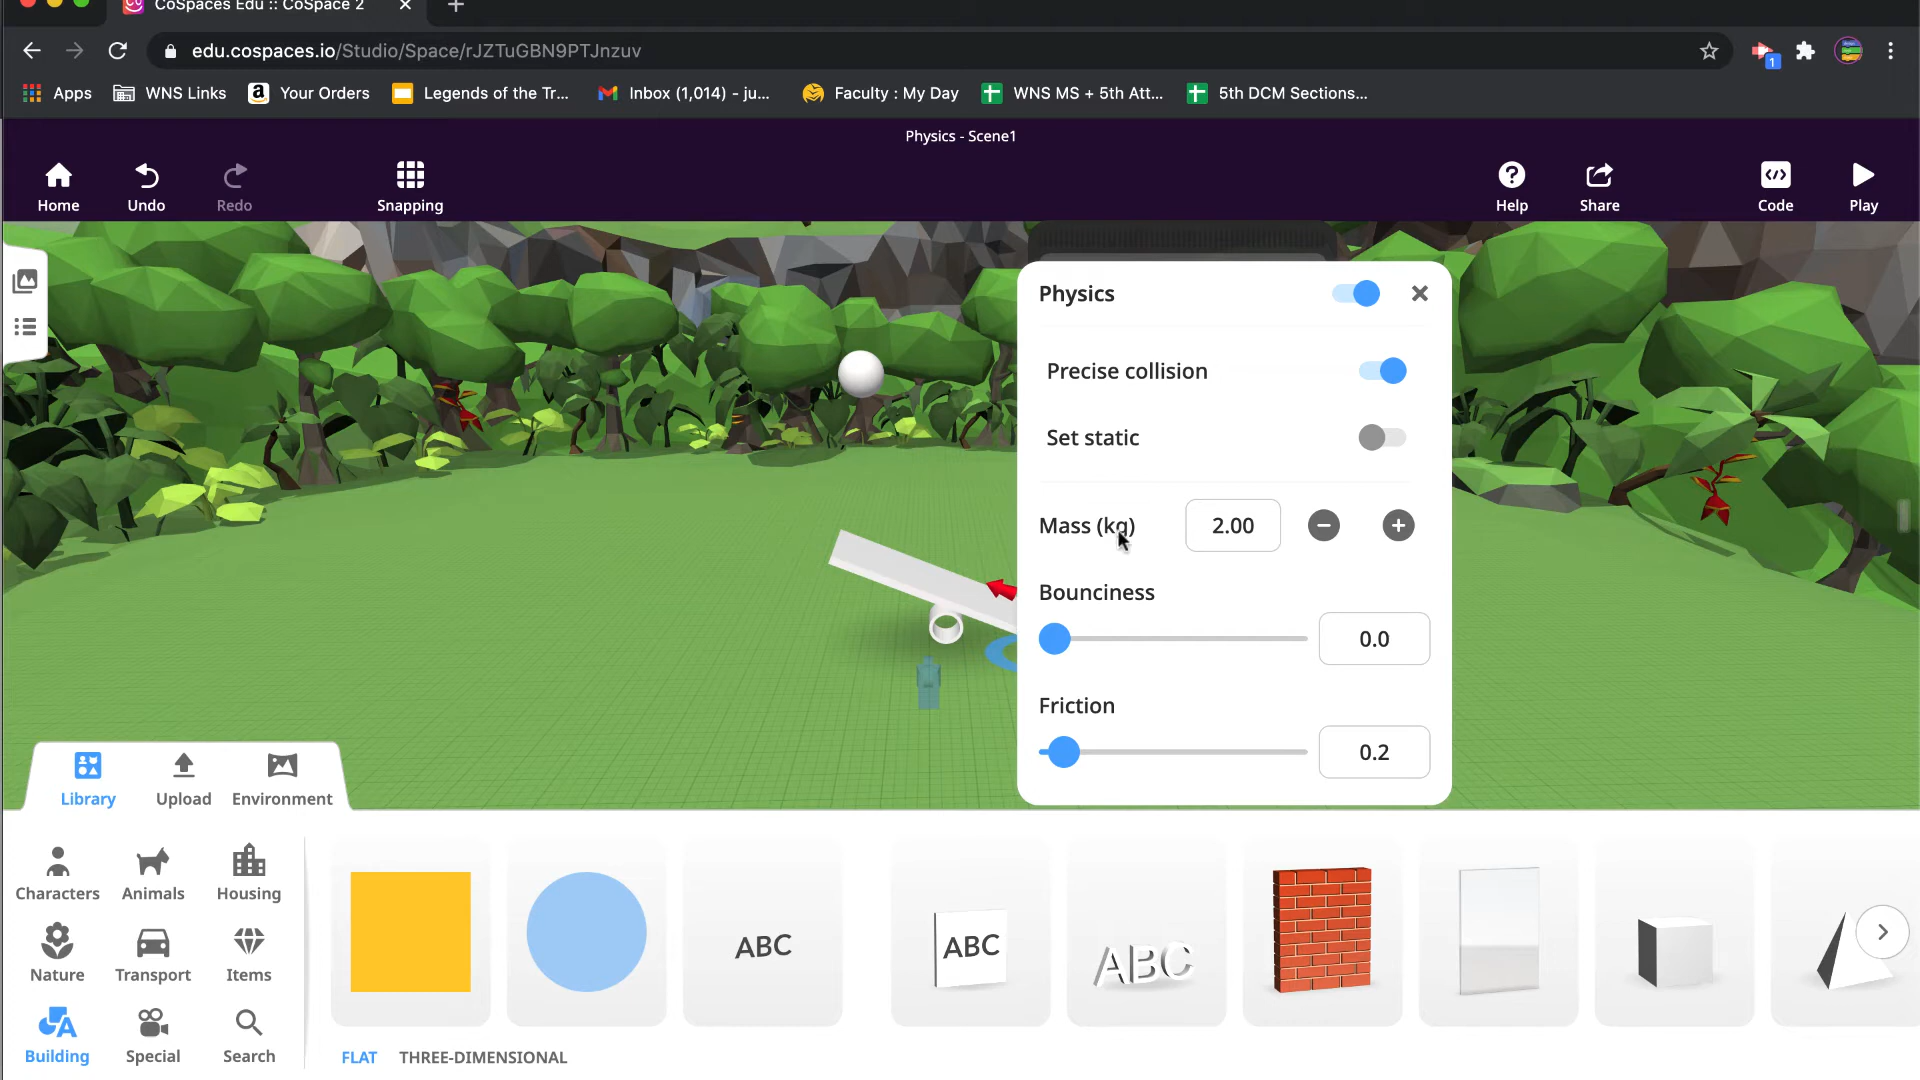 CoSpaces Edu :: CoSpace 2
edu.cospaces.io/Studio/Space/rJZTuGBN9PTJnzuv
1
Apps WNS Links Your Orders Legends of the Tr... Inbox (1,014) - ju... Faculty : My Day WNS MS + 5th Att... 5th DCM Sections...
Physics - Scene1
Home Undo Redo Snapping Help Share Code Play
Physics
Precise collision
Set static
Mass (kg) 2.00
Bounciness
0.0
Friction
0.2
Library Upload Environment
Characters Animals Housing
Nature Transport Items
Building Special Search
ABC ABC ABC
FLAT THREE-DIMENSIONAL